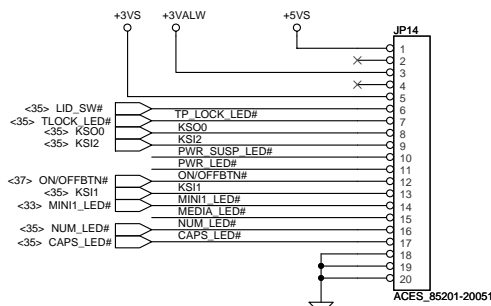 +3VS
+3VALW
+5VS
JP14
1
2
3
4
5
<35> LID_SW#
6
<35> TLOCK_LED#
TP_LOCK_LED#
7
<35> KSO0
KSO0
8
<35> KSI2
KSI2
9
PWR_SUSP_LED#
10
PWR_LED#
11
<37> ON/OFFBTN#
ON/OFFBTN#
12
<35> KSI1
KSI1
13
<33> MINI1_LED#
MINI1_LED#
14
MEDIA_LED#
15
<35> NUM_LED#
NUM_LED#
16
<35> CAPS_LED#
CAPS_LED#
17
18
19
20
ACES_85201-20051